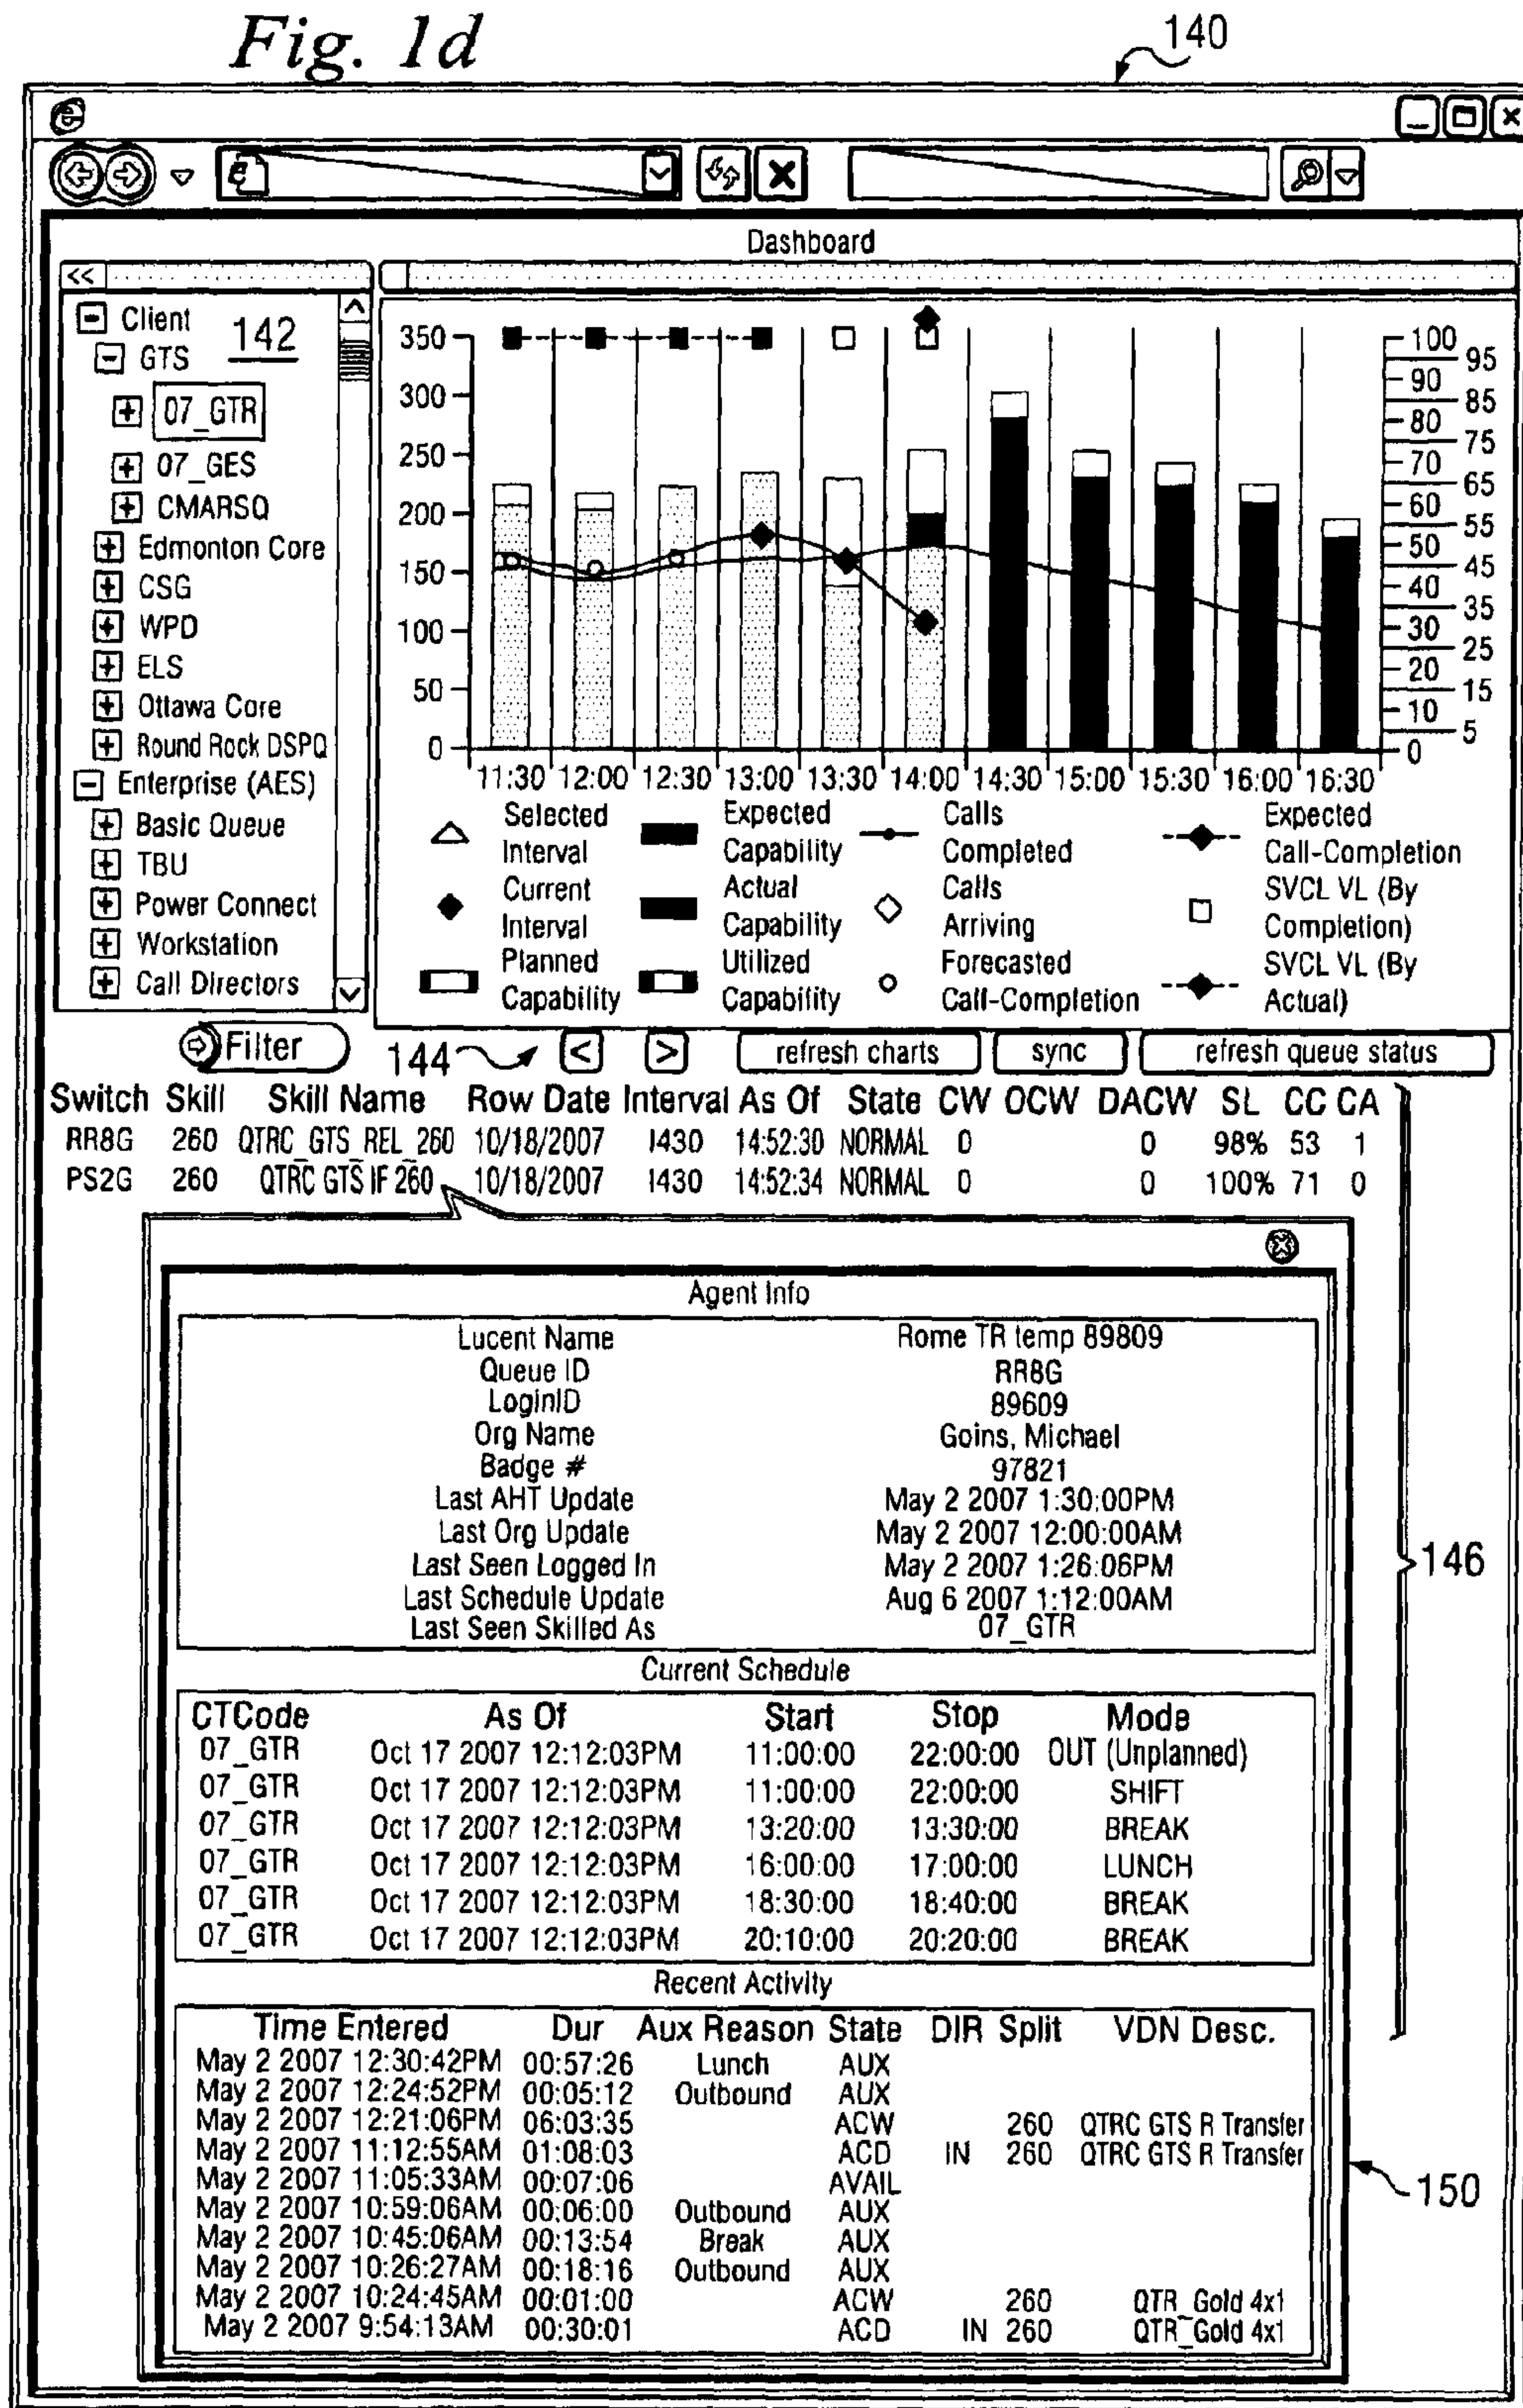 Fig. 1d
140
Dashboard
<<
Client
142
GTS
07_GTR
07_GES
CMARSQ
Edmonton Core
CSG
WPD
ELS
Ottawa Core
Round Rock DSPQ
Enterprise (AES)
Basic Queue
TBU
Power Connect
Workstation
Call Directors
350
300
250
200
150
100
50
0
100
95
90
85
80
75
70
65
60
55
50
45
40
35
30
25
20
15
10
5
0
11:30 12:00 12:30 13:00 13:30 14:00 14:30 15:00 15:30 16:00 16:30
Selected Interval
Expected Capability
Calls Completed
Expected Call-Completion
Current Interval
Actual Capability
Calls Arriving
SVCL VL (By Completion)
Planned Capability
Utilized Capability
Forecasted Call-Completion
SVCL VL (By Actual)
Filter
144
< > refresh charts sync refresh queue status
Switch Skill Skill Name Row Date Interval As Of State CW OCW DACW SL CC CA
RR8G 260 QTRC_GTS_REL_260 10/18/2007 1430 14:52:30 NORMAL 0 0 98% 53 1
PS2G 260 QTRC GTS IF 260 10/18/2007 1430 14:52:34 NORMAL 0 0 100% 71 0
Agent Info
Lucent Name Rome TR temp 89809
Queue ID RR8G
LoginID 89609
Org Name Goins, Michael
Badge # 97821
Last AHT Update May 2 2007 1:30:00PM
Last Org Update May 2 2007 12:00:00AM
Last Seen Logged In May 2 2007 1:26:06PM
Last Schedule Update Aug 6 2007 1:12:00AM
Last Seen Skilled As 07_GTR
146
Current Schedule
CTCode As Of Start Stop Mode
07_GTR Oct 17 2007 12:12:03PM 11:00:00 22:00:00 OUT (Unplanned)
07_GTR Oct 17 2007 12:12:03PM 11:00:00 22:00:00 SHIFT
07_GTR Oct 17 2007 12:12:03PM 13:20:00 13:30:00 BREAK
07_GTR Oct 17 2007 12:12:03PM 16:00:00 17:00:00 LUNCH
07_GTR Oct 17 2007 12:12:03PM 18:30:00 18:40:00 BREAK
07_GTR Oct 17 2007 12:12:03PM 20:10:00 20:20:00 BREAK
Recent Activity
Time Entered Dur Aux Reason State DIR Split VDN Desc.
May 2 2007 12:30:42PM 00:57:26 Lunch AUX
May 2 2007 12:24:52PM 00:05:12 Outbound AUX
May 2 2007 12:21:06PM 06:03:35 ACW 260 QTRC GTS R Transfer
May 2 2007 11:12:55AM 01:08:03 ACD IN 260 QTRC GTS R Transfer
May 2 2007 11:05:33AM 00:07:06 AVAIL
May 2 2007 10:59:06AM 00:06:00 Outbound AUX
May 2 2007 10:45:06AM 00:13:54 Break AUX
May 2 2007 10:26:27AM 00:18:16 Outbound AUX
May 2 2007 10:24:45AM 00:01:00 ACW 260 QTR_Gold 4x1
May 2 2007 9:54:13AM 00:30:01 ACD IN 260 QTR_Gold 4x1
150